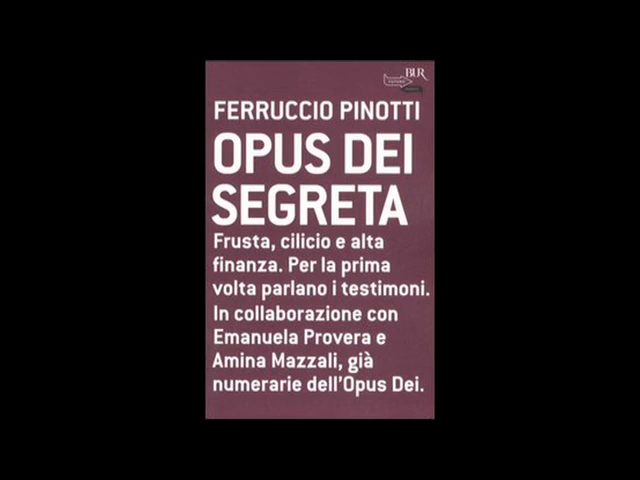 BUR
FUTURO
FERRUCCIO PINOTTI
OPUS DEI
SEGRETA
Frusta, cilicio e alta
finanza. Per la prima
volta parlano i testimoni.
In collaborazione con
Emanuela Provera e
Amina Mazzali, già
numerarie dell'Opus Dei.